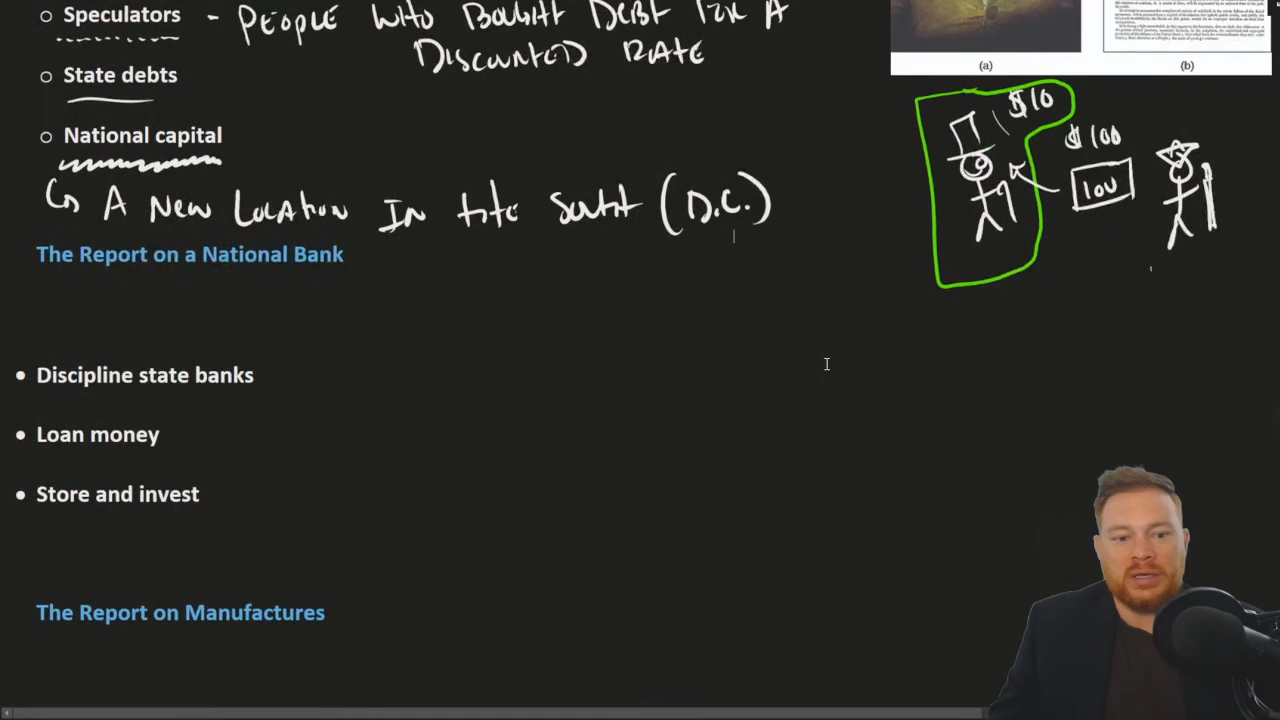 Speculators - PEOPLE WHO BOUGHT DEBT FOR A
DISCOUNTED RATE
State debts
National capital
A NEW LOCATION IN THE SOUTH (D.C.)
The Report on a National Bank
Discipline state banks
Loan money
Store and invest
The Report on Manufactures
(a)
(b)
$10
$100
IOU